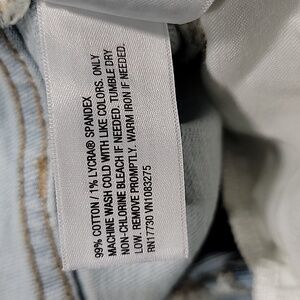 99% COTTON / 1% LYCRA® SPANDEX
MACHINE WASH COLD WITH LIKE COLORS. ONLY
NON-CHLORINE BLEACH IF NEEDED. TUMBLE DRY
LOW. REMOVE PROMPTLY. WARM IRON IF NEEDED.
RN17730 VN1083275